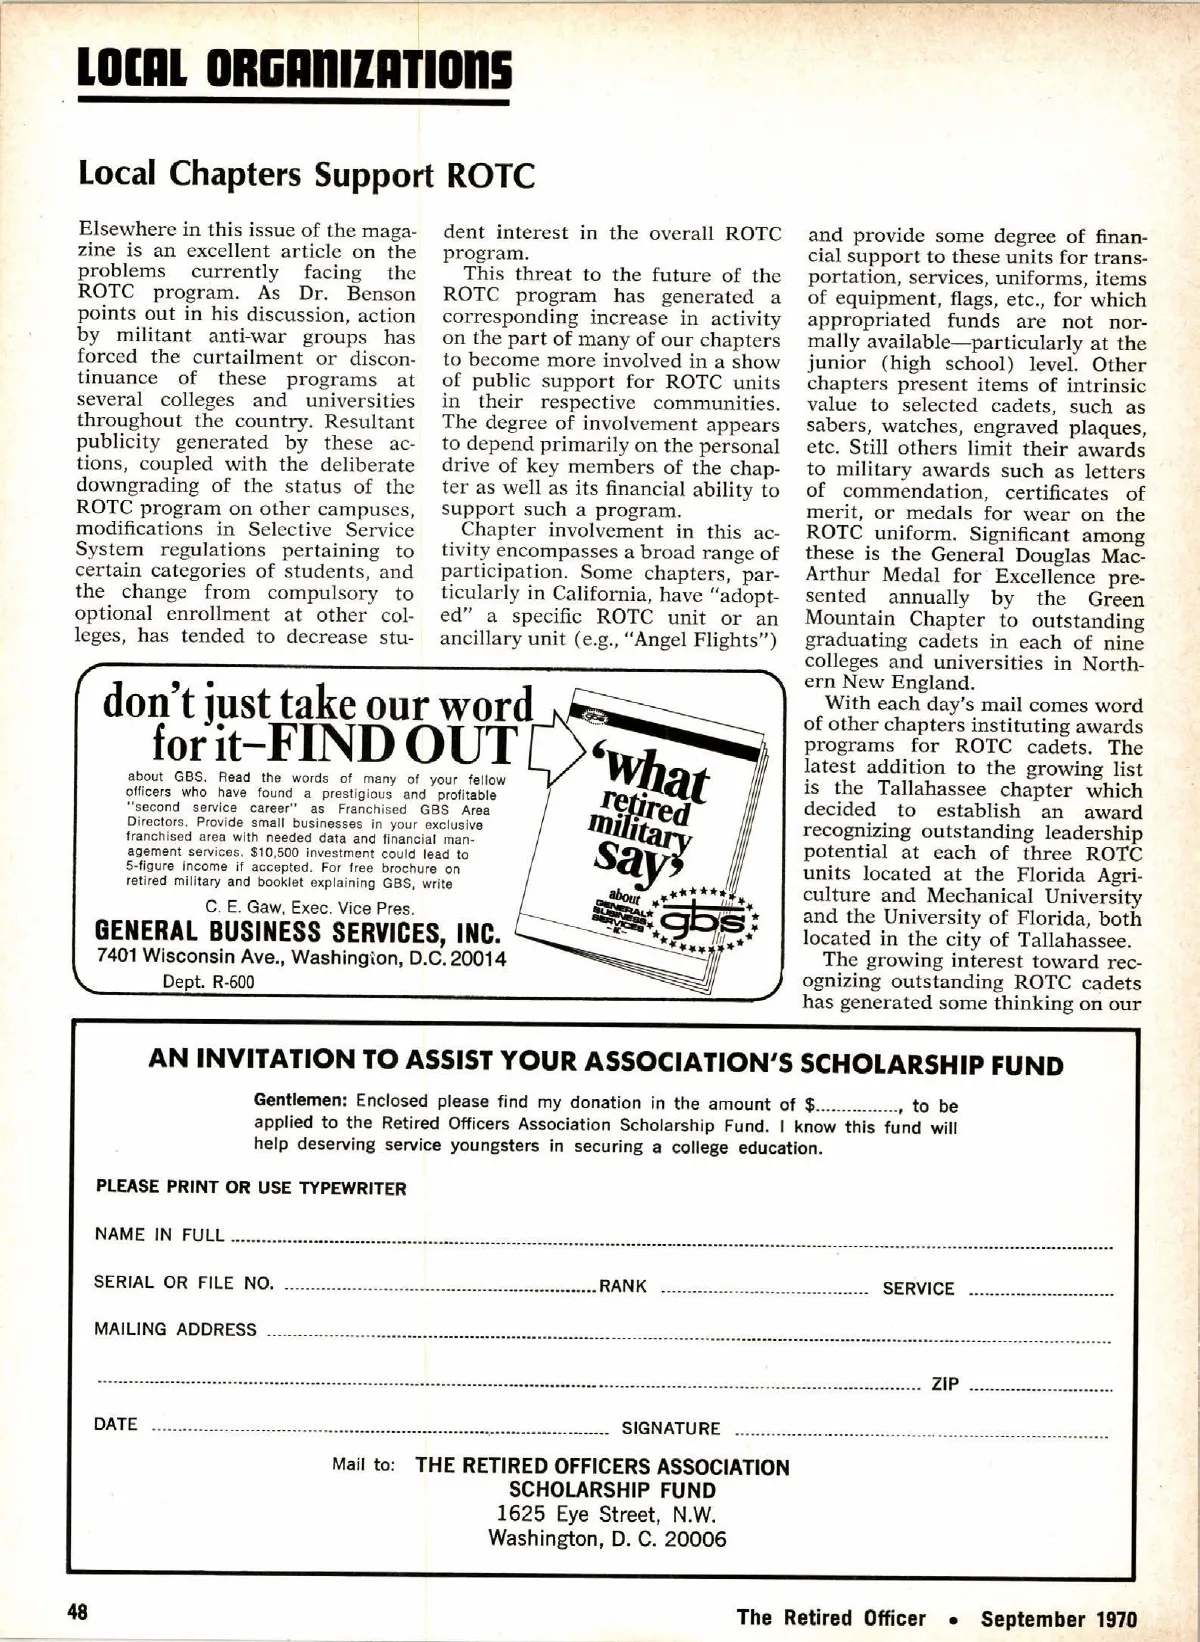 LOCAL ORGANIZATIONS
Local Chapters Support ROTC
Elsewhere in this issue of the maga-
zine is an excellent article on the
problems currently facing the
ROTC program. As Dr. Benson
points out in his discussion, action
by militant anti-war groups has
forced the curtailment or discon-
tinuance of these programs at
several colleges and universities
throughout the country. Resultant
publicity generated by these ac-
tions, coupled with the deliberate
downgrading of the status of the
ROTC program on other campuses,
modifications in Selective Service
System regulations pertaining to
certain categories of students, and
the change from compulsory to
optional enrollment at other col-
leges, has tended to decrease stu-
dent interest in the overall ROTC
program.
This threat to the future of the
ROTC program has generated a
corresponding increase in activity
on the part of many of our chapters
to become more involved in a show
of public support for ROTC units
in their respective communities.
The degree of involvement appears
to depend primarily on the personal
drive of key members of the chap-
ter as well as its financial ability to
support such a program.
Chapter involvement in this ac-
tivity encompasses a broad range of
participation. Some chapters, par-
ticularly in California, have "adopt-
ed" a specific ROTC unit or an
ancillary unit (e.g., "Angel Flights")
and provide some degree of finan-
cial support to these units for trans-
portation, services, uniforms, items
of equipment, flags, etc., for which
appropriated funds are not nor-
mally available—particularly at the
junior (high school) level. Other
chapters present items of intrinsic
value to selected cadets, such as
sabers, watches, engraved plaques,
etc. Still others limit their awards
to military awards such as letters
of commendation, certificates of
merit, or medals for wear on the
ROTC uniform. Significant among
these is the General Douglas Mac-
Arthur Medal for Excellence pre-
sented annually by the Green
Mountain Chapter to outstanding
graduating cadets in each of nine
colleges and universities in North-
ern New England.
With each day's mail comes word
of other chapters instituting awards
programs for ROTC cadets. The
latest addition to the growing list
is the Tallahassee chapter which
decided to establish an award
recognizing outstanding leadership
potential at each of three ROTC
units located at the Florida Agri-
culture and Mechanical University
and the University of Florida, both
located in the city of Tallahassee.
The growing interest toward rec-
ognizing outstanding ROTC cadets
has generated some thinking on our
don't just take our word
for it–FIND OUT
about GBS. Read the words of many of your fellow
officers who have found a prestigious and profitable
"second service career" as Franchised GBS Area
Directors. Provide small businesses in your exclusive
franchised area with needed data and financial man-
agement services. $10,500 investment could lead to
5-figure income if accepted. For free brochure on
retired military and booklet explaining GBS, write
C. E. Gaw, Exec. Vice Pres.
GENERAL BUSINESS SERVICES, INC.
7401 Wisconsin Ave., Washington, D.C. 20014
Dept. R-600
gbs
'what
retired
military
say'
about
GENERAL
BUSINESS
SERVICES
gbs
AN INVITATION TO ASSIST YOUR ASSOCIATION'S SCHOLARSHIP FUND
Gentlemen: Enclosed please find my donation in the amount of $..............., to be
applied to the Retired Officers Association Scholarship Fund. I know this fund will
help deserving service youngsters in securing a college education.
PLEASE PRINT OR USE TYPEWRITER
NAME IN FULL
SERIAL OR FILE NO. RANK SERVICE
MAILING ADDRESS
ZIP
DATE SIGNATURE
Mail to: THE RETIRED OFFICERS ASSOCIATION
SCHOLARSHIP FUND
1625 Eye Street, N.W.
Washington, D. C. 20006
48
The Retired Officer • September 1970